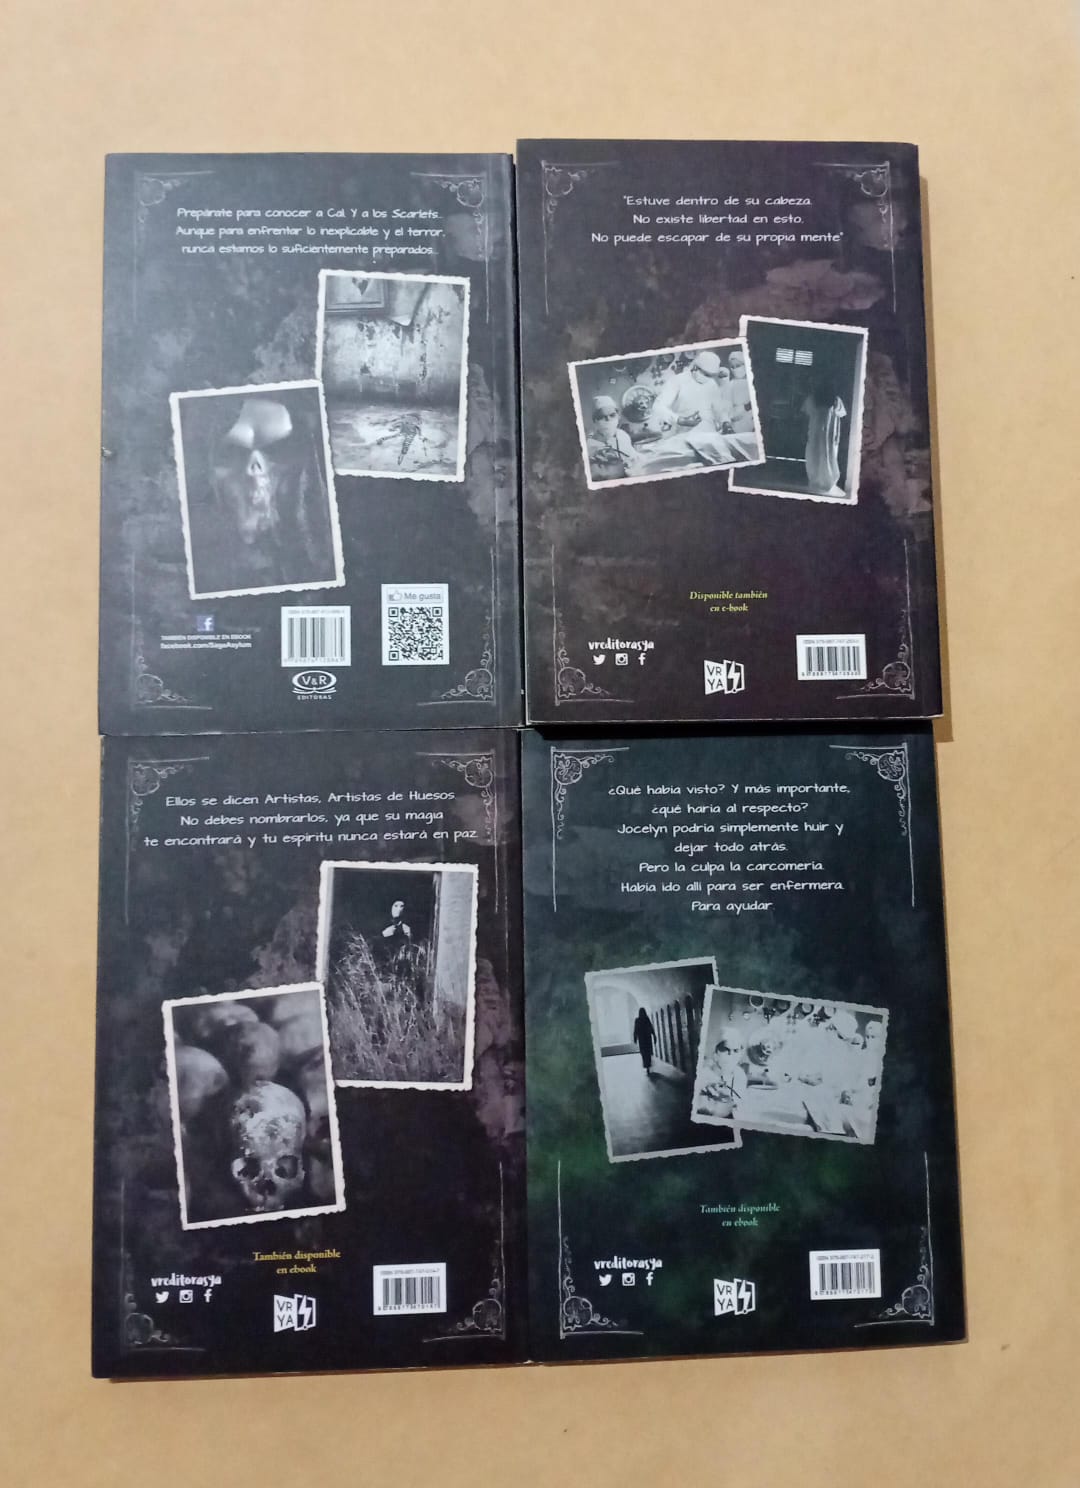 Prepárate para conocer a Cal. Y a los Scarlets...
Aunque para enfrentar lo inexplicable y el terror,
nunca estamos lo suficientemente preparados...
Me gusta
TAMBIÉN DISPONIBLE EN EBOOK
facebook.com/SagaAsylum
V&R
EDITORAS
"Estuve dentro de su cabeza.
No existe libertad en esto.
No puede escapar de su propia mente"
Disponible también
en e-book
vreditorasya
VR
YA
Ellos se dicen Artistas, Artistas de Huesos.
No debes nombrarlos, ya que su magia
te encontrará y tu espíritu nunca estará en paz.
También disponible
en ebook
vreditorasya
VR
YA
¿Qué había visto? Y más importante,
¿qué haría al respecto?
Jocelyn podría simplemente huir y
dejar todo atrás.
Pero la culpa la carcomería.
Había ido allí para ser enfermera.
Para ayudar.
También disponible
en ebook
vreditorasya
VR
YA